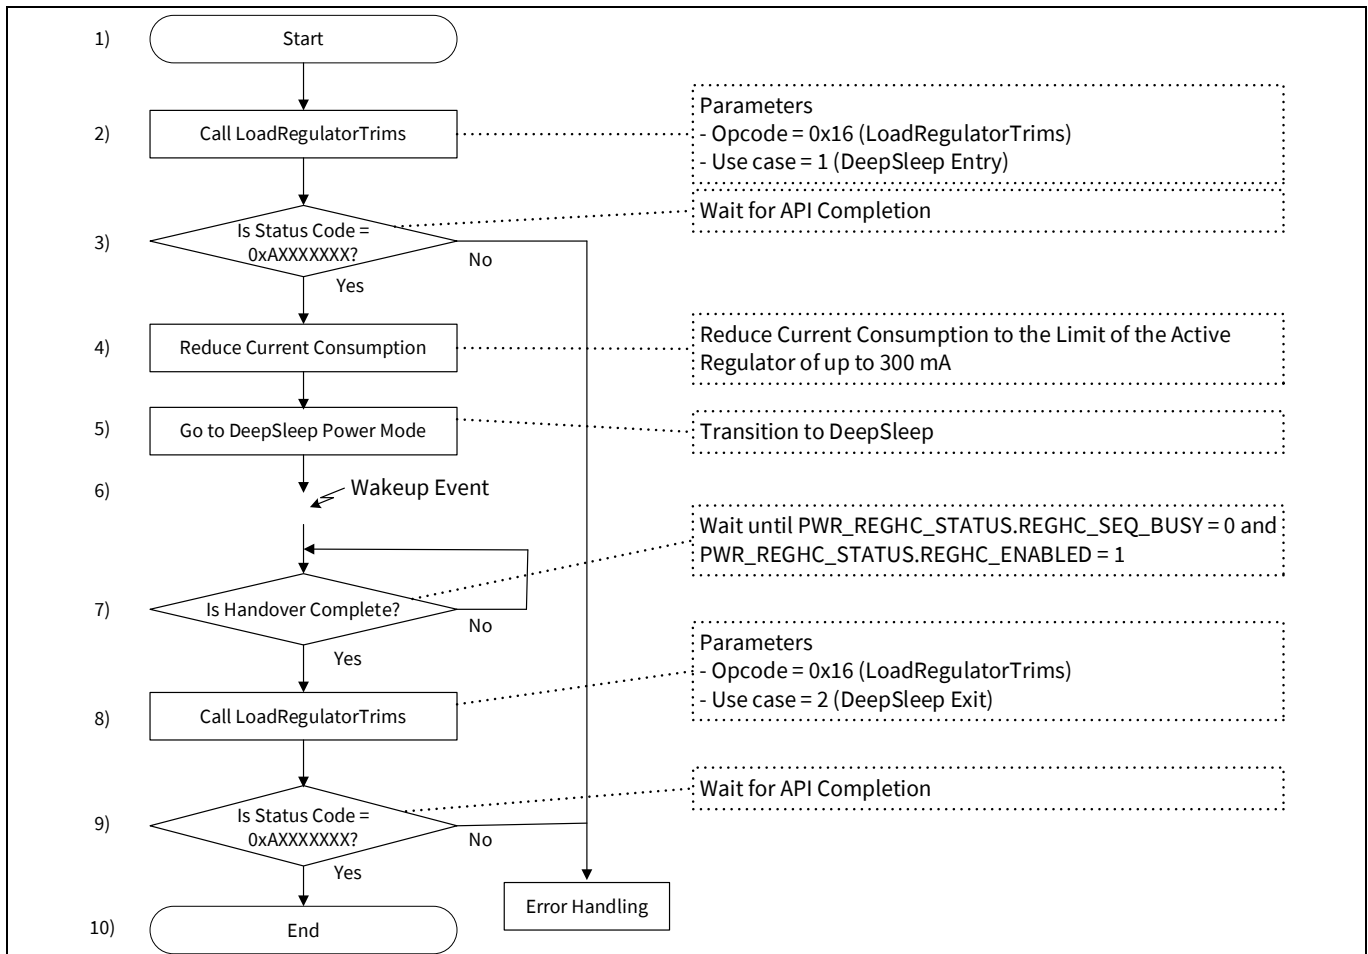 1)
Start
2)
Call LoadRegulatorTrims
Parameters
- Opcode = 0x16 (LoadRegulatorTrims)
- Use case = 1 (DeepSleep Entry)
Wait for API Completion
3)
Is Status Code =
0xAXXXXXXX?
No
Yes
4)
Reduce Current Consumption
Reduce Current Consumption to the Limit of the Active
Regulator of up to 300 mA
5)
Go to DeepSleep Power Mode
Transition to DeepSleep
6)
Wakeup Event
Wait until PWR_REGHC_STATUS.REGHC_SEQ_BUSY = 0 and
PWR_REGHC_STATUS.REGHC_ENABLED = 1
7)
Is Handover Complete?
No
Yes
Parameters
- Opcode = 0x16 (LoadRegulatorTrims)
- Use case = 2 (DeepSleep Exit)
8)
Call LoadRegulatorTrims
Wait for API Completion
9)
Is Status Code =
0xAXXXXXXX?
No
Yes
Error Handling
10)
End